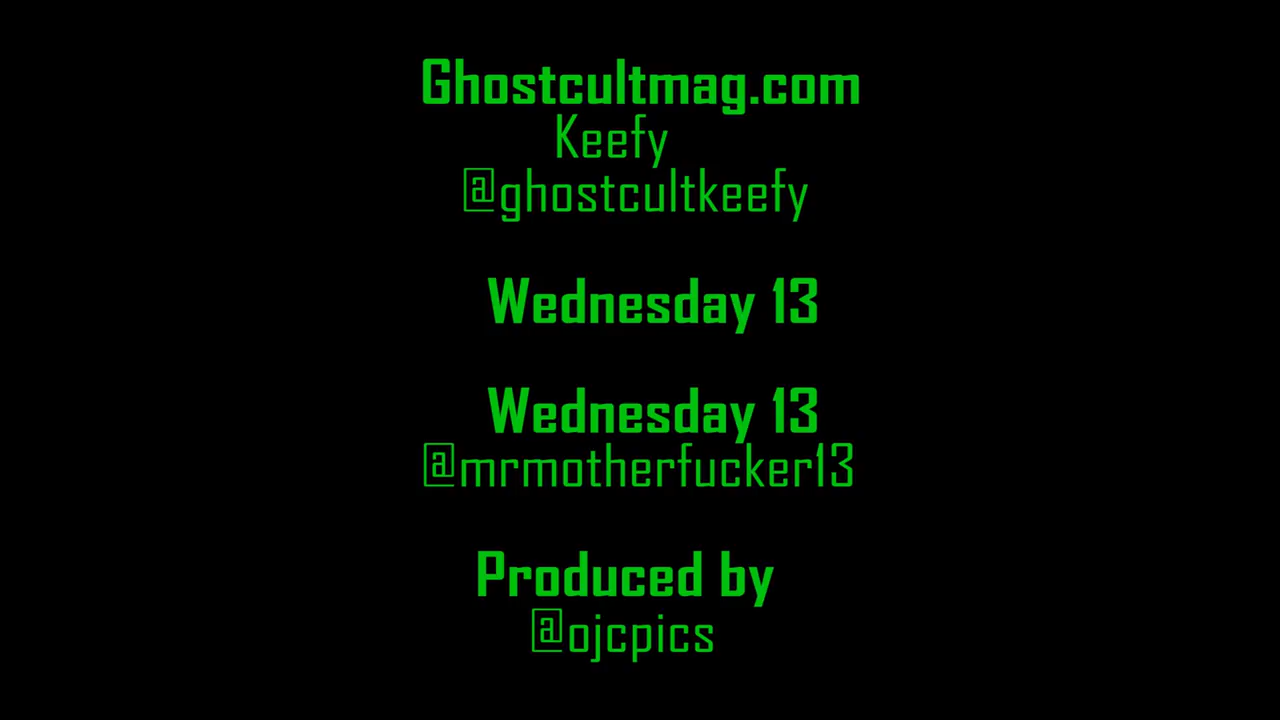 Ghostcultmag.com
Keefy
@ghostcultkeefy
Wednesday 13
Wednesday 13
@mrmotherfucker13
Produced by
@ojcpics